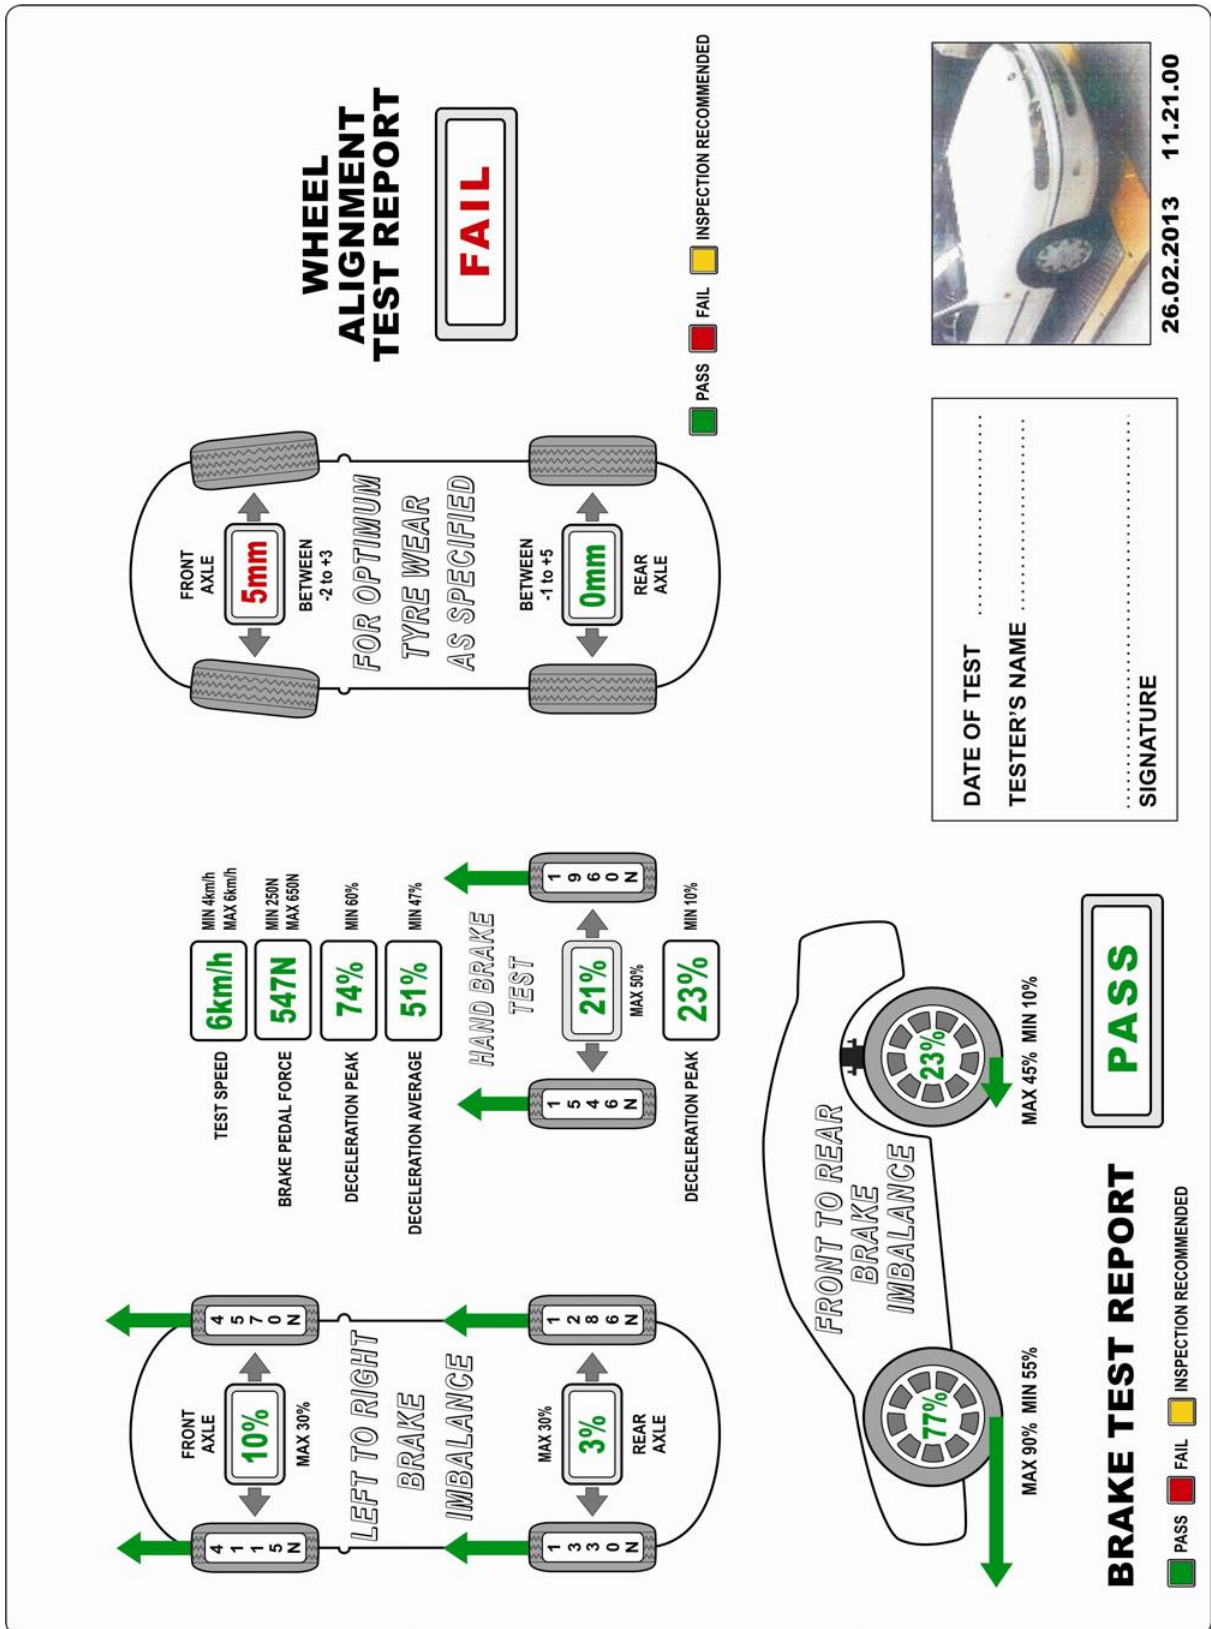 FRONT
AXLE
10%
MAX 30%
4115N
4570N
LEFT TO RIGHT
BRAKE
IMBALANCE
MAX 30%
3%
REAR
AXLE
1330N
1286N
TEST SPEED
6km/h
MIN 4km/h
MAX 6km/h
BRAKE PEDAL FORCE
547N
MIN 250N
MAX 650N
DECELERATION PEAK
74%
MIN 60%
DECELERATION AVERAGE
51%
MIN 47%
HAND BRAKE
TEST
1546N
21%
1960N
MAX 50%
DECELERATION PEAK
23%
MIN 10%
FRONT
AXLE
5mm
BETWEEN
-2 to +3
FOR OPTIMUM
TYRE WEAR
AS SPECIFIED
BETWEEN
-1 to +5
0mm
REAR
AXLE
WHEEL
ALIGNMENT
TEST REPORT
FAIL
PASS FAIL INSPECTION RECOMMENDED
FRONT TO REAR
BRAKE
IMBALANCE
77%
23%
MAX 90% MIN 55%
MAX 45% MIN 10%
BRAKE TEST REPORT
PASS
PASS FAIL INSPECTION RECOMMENDED
DATE OF TEST
TESTER'S NAME
SIGNATURE
26.02.2013 11.21.00